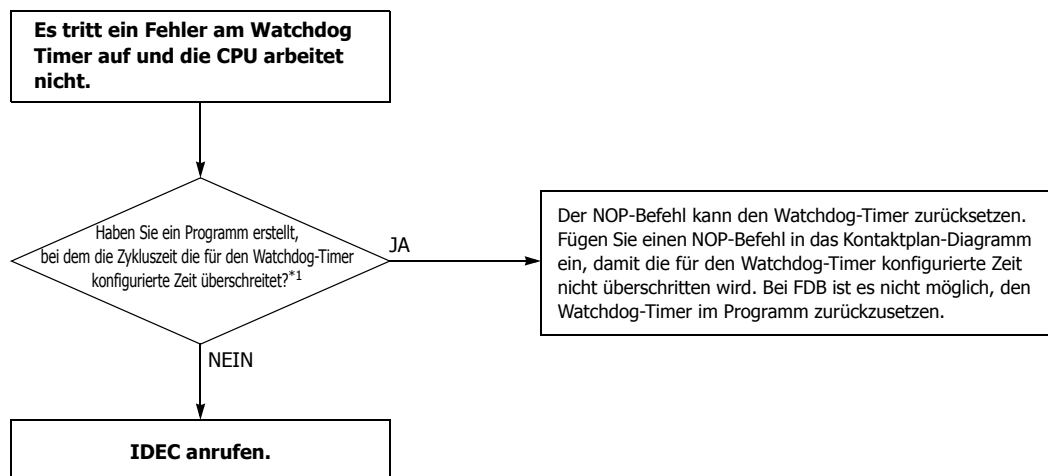 Es tritt ein Fehler am Watchdog
Timer auf und die CPU arbeitet
nicht.
Haben Sie ein Programm erstellt,
bei dem die Zykluszeit die für den Watchdog-Timer
konfigurierte Zeit überschreitet?*1
JA
Der NOP-Befehl kann den Watchdog-Timer zurücksetzen.
Fügen Sie einen NOP-Befehl in das Kontaktplan-Diagramm
ein, damit die für den Watchdog-Timer konfigurierte Zeit
nicht überschritten wird. Bei FDB ist es nicht möglich, den
Watchdog-Timer im Programm zurückzusetzen.
NEIN
IDEC anrufen.